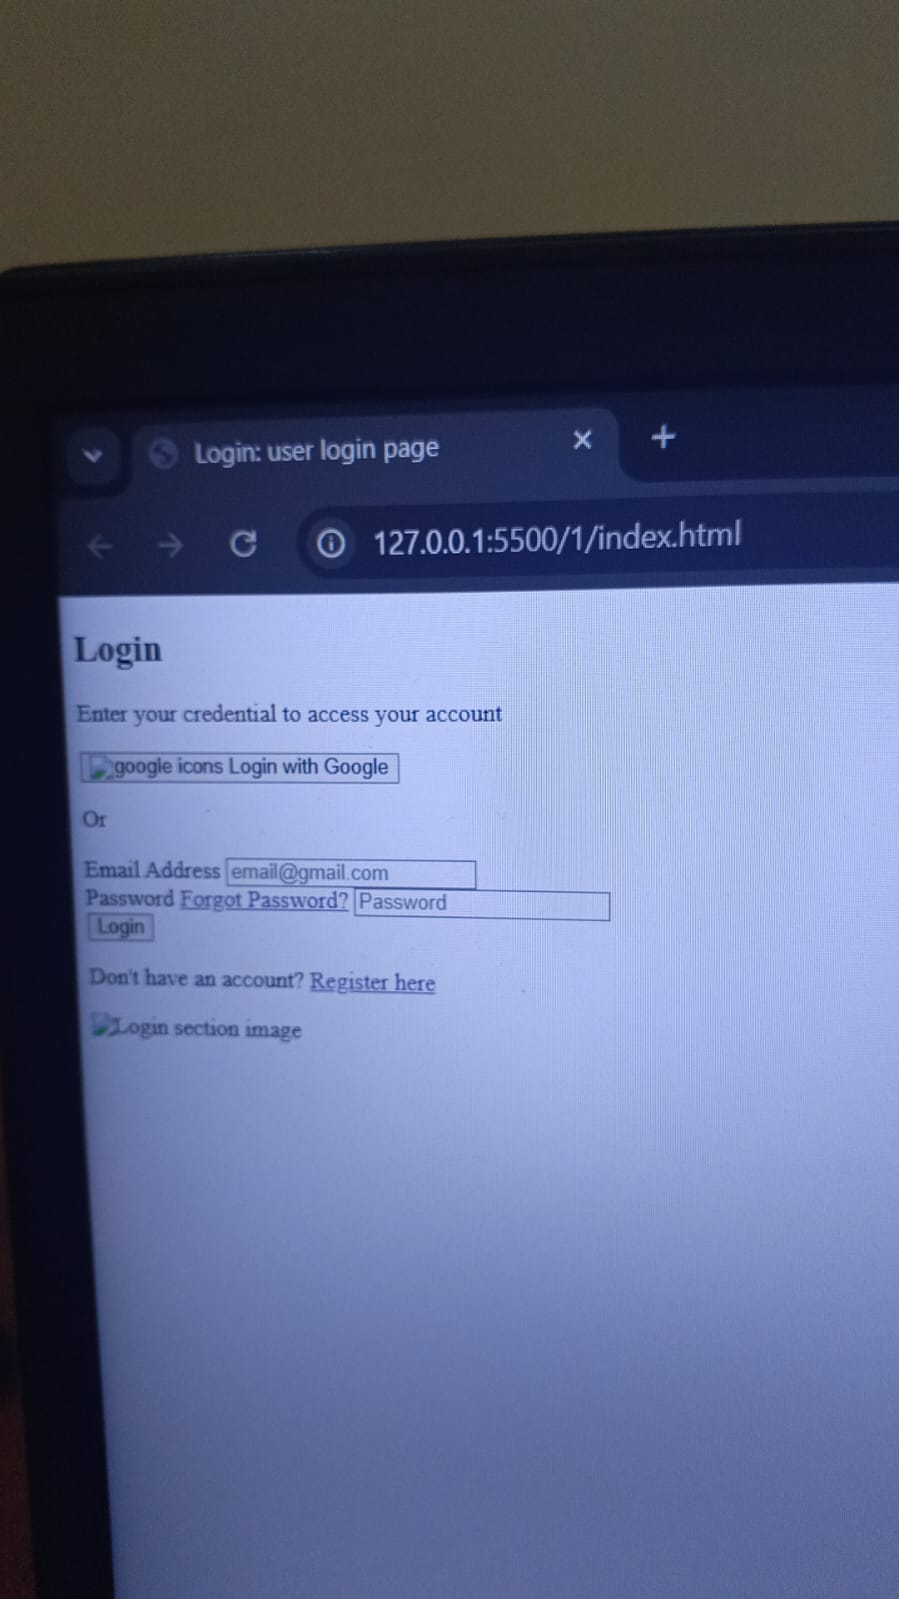 Login: user login page
127.0.0.1:5500/1/index.html
Login
Enter your credential to access your account
google icons Login with Google
Or
Email Address email@gmail.com
Password Forgot Password? Password
Login
Don't have an account? Register here
Login section image